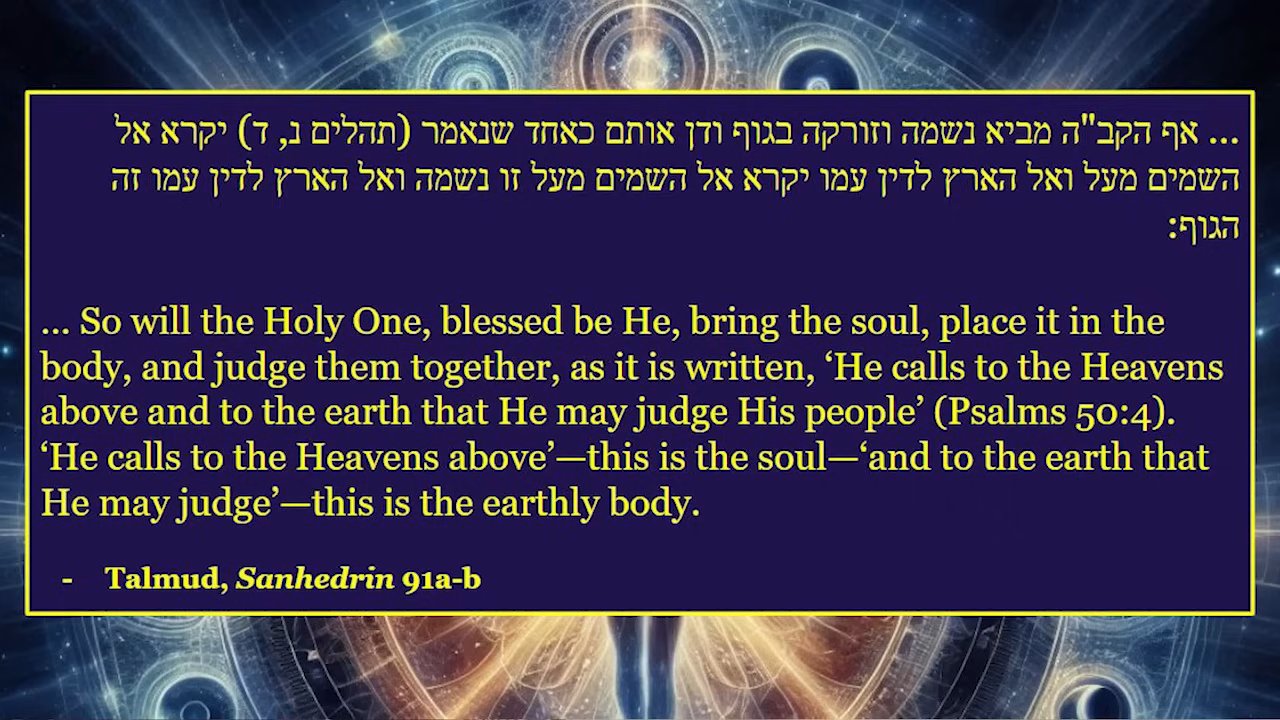 ... אף הקב"ה מביא נשמה וזורקה בגוף ודן אותם כאחד שנאמר (תהלים נ, ד) יקרא אל
השמים מעל ואל הארץ לדין עמו יקרא אל השמים מעל זו נשמה ואל הארץ לדין עמו זה
הגוף:
... So will the Holy One, blessed be He, bring the soul, place it in the
body, and judge them together, as it is written, ‘He calls to the Heavens
above and to the earth that He may judge His people’ (Psalms 50:4).
‘He calls to the Heavens above’—this is the soul—‘and to the earth that
He may judge’—this is the earthly body.
- Talmud, Sanhedrin 91a-b